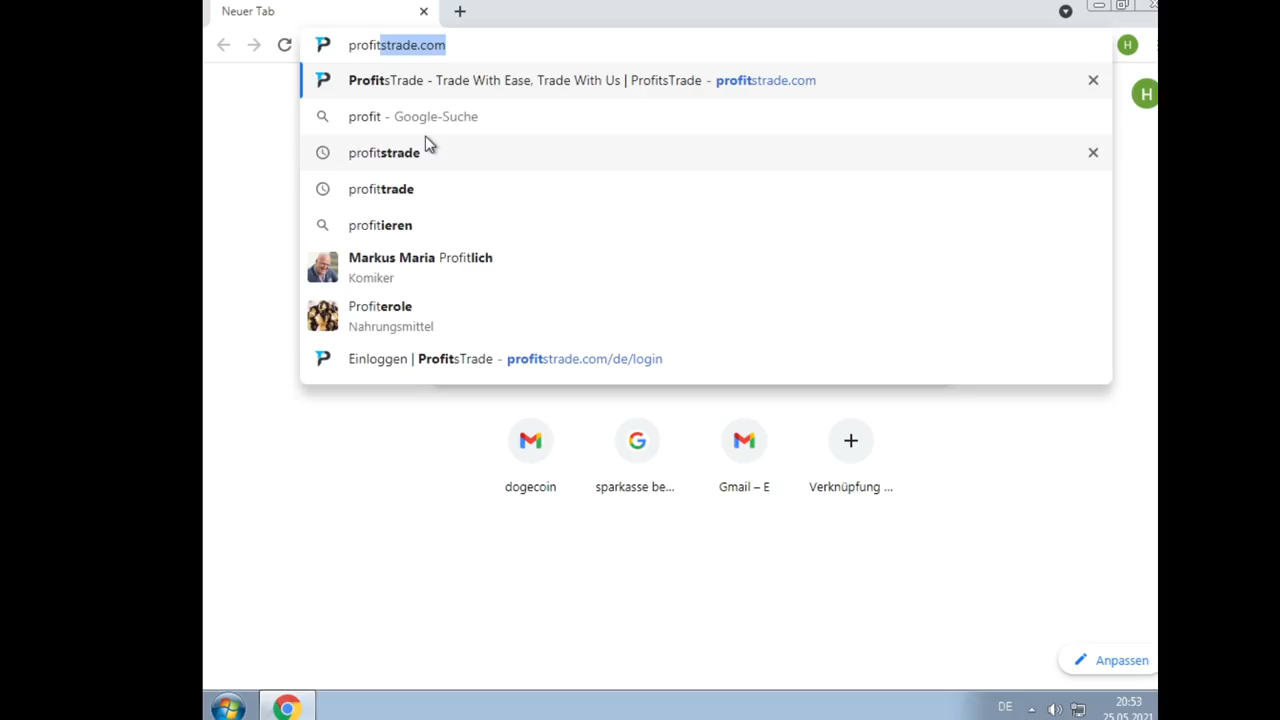 Neuer Tab
profitstrade.com
H
ProfitsTrade - Trade With Ease, Trade With Us | ProfitsTrade - profitstrade.com
H
profit - Google-Suche
profitstrade
profittrade
profitieren
Markus Maria Profitlich
Komiker
Profiterole
Nahrungsmittel
Einloggen | ProfitsTrade - profitstrade.com/de/login
dogecoin
sparkasse be...
Gmail – E
Verknüpfung ...
Anpassen
DE
20:53
25.05.2021